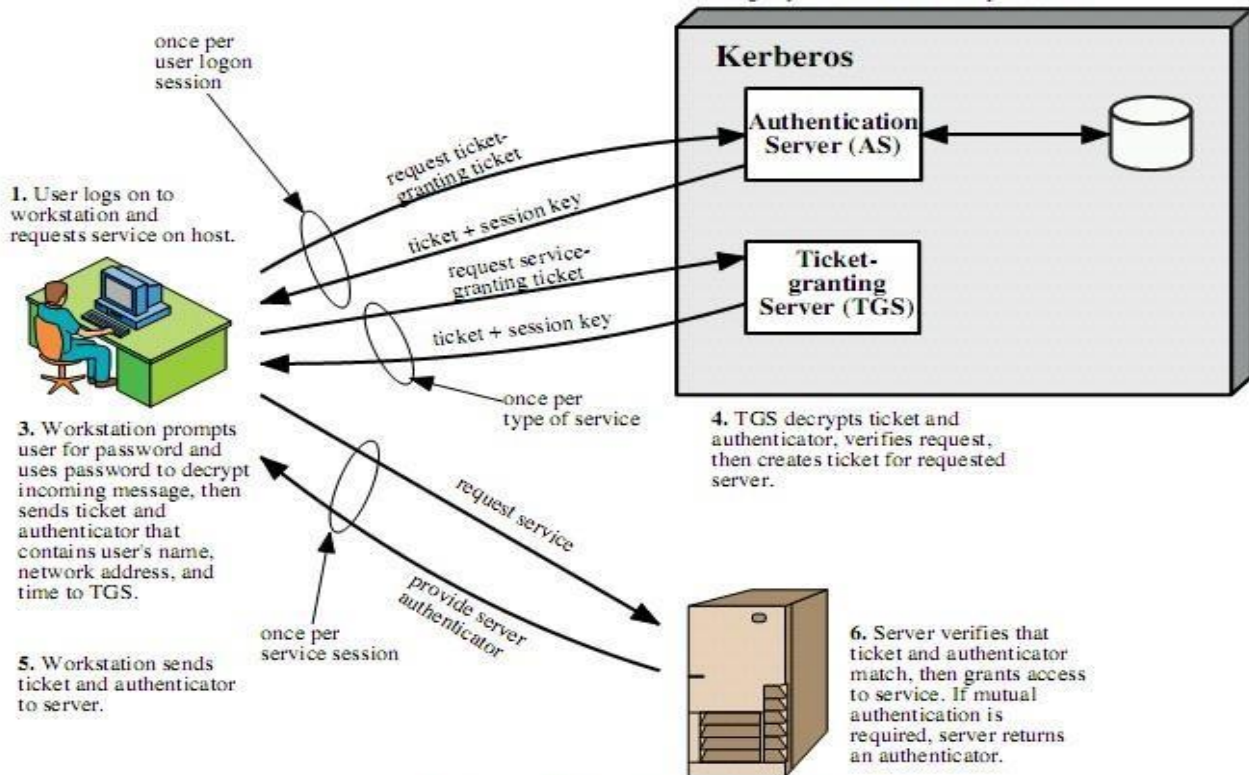 once per
user logon
session
Kerberos
Authentication
Server (AS)
request ticket-
granting ticket
1. User logs on to
workstation and
requests service on host.
ticket + session key
request service-
granting ticket
Ticket-
granting
Server (TGS)
ticket + session key
once per
type of service
3. Workstation prompts
user for password and
uses password to decrypt
incoming message, then
sends ticket and
authenticator that
contains user's name,
network address, and
time to TGS.
4. TGS decrypts ticket and
authenticator, verifies request,
then creates ticket for requested
server.
request service
provide server
authenticator
once per
service session
5. Workstation sends
ticket and authenticator
to server.
6. Server verifies that
ticket and authenticator
match, then grants access
to service. If mutual
authentication is
required, server returns
an authenticator.